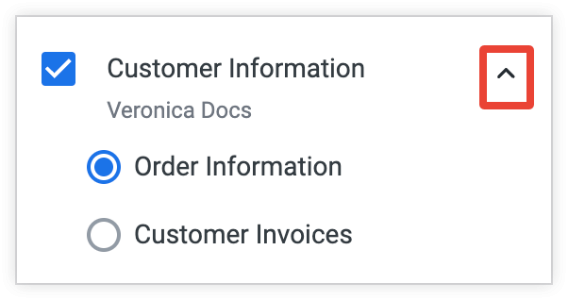 Customer Information
Veronica Docs
Order Information
Customer Invoices